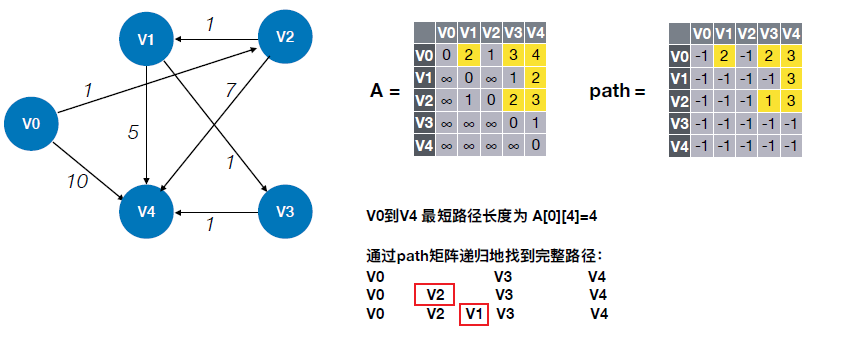 V1
1
V2
1
7
V0
5
10
1
V4
1
V3
A =
V0 V1 V2 V3 V4
V0 0 2 1 3 4
V1 ∞ 0 ∞ 1 2
V2 ∞ 1 0 2 3
V3 ∞ ∞ ∞ 0 1
V4 ∞ ∞ ∞ ∞ 0
path =
V0 V1 V2 V3 V4
V0 -1 2 -1 2 3
V1 -1 -1 -1 -1 3
V2 -1 -1 -1 1 3
V3 -1 -1 -1 -1 -1
V4 -1 -1 -1 -1 -1
V0到V4 最短路径长度为 A[0][4]=4
通过path矩阵递归地找到完整路径：
V0 V3 V4
V0 V2 V3 V4
V0 V2 V1 V3 V4